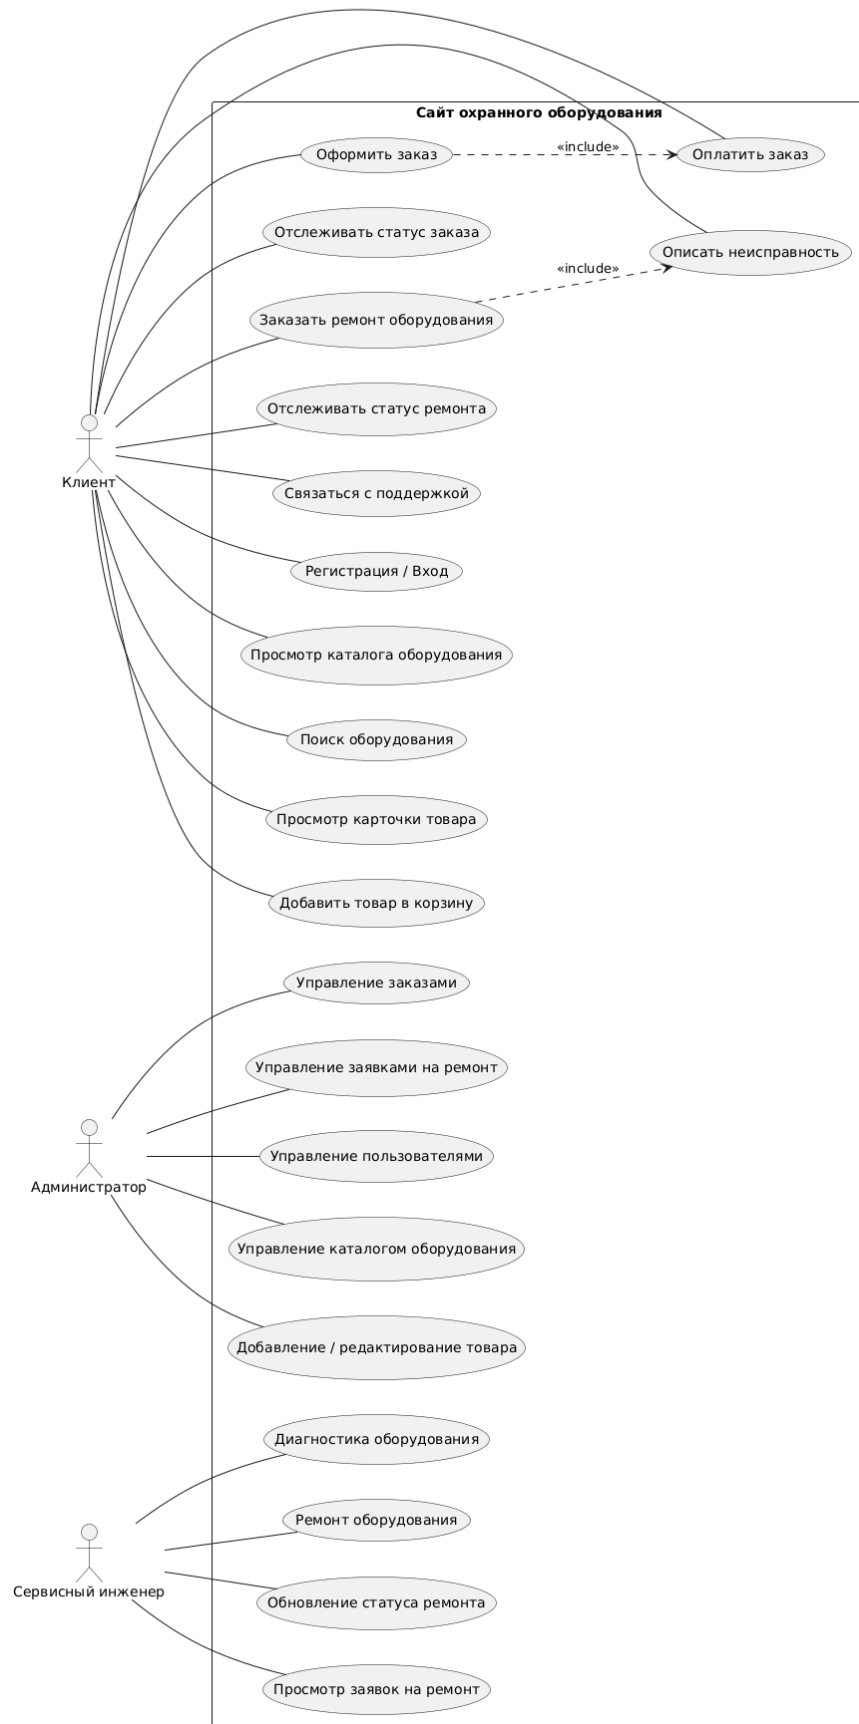 Сайт охранного оборудования
Оформить заказ
«include»
Оплатить заказ
Отслеживать статус заказа
Описать неисправность
«include»
Заказать ремонт оборудования
Отслеживать статус ремонта
Клиент
Связаться с поддержкой
Регистрация / Вход
Просмотр каталога оборудования
Поиск оборудования
Просмотр карточки товара
Добавить товар в корзину
Управление заказами
Управление заявками на ремонт
Управление пользователями
Администратор
Управление каталогом оборудования
Добавление / редактирование товара
Диагностика оборудования
Ремонт оборудования
Сервисный инженер
Обновление статуса ремонта
Просмотр заявок на ремонт